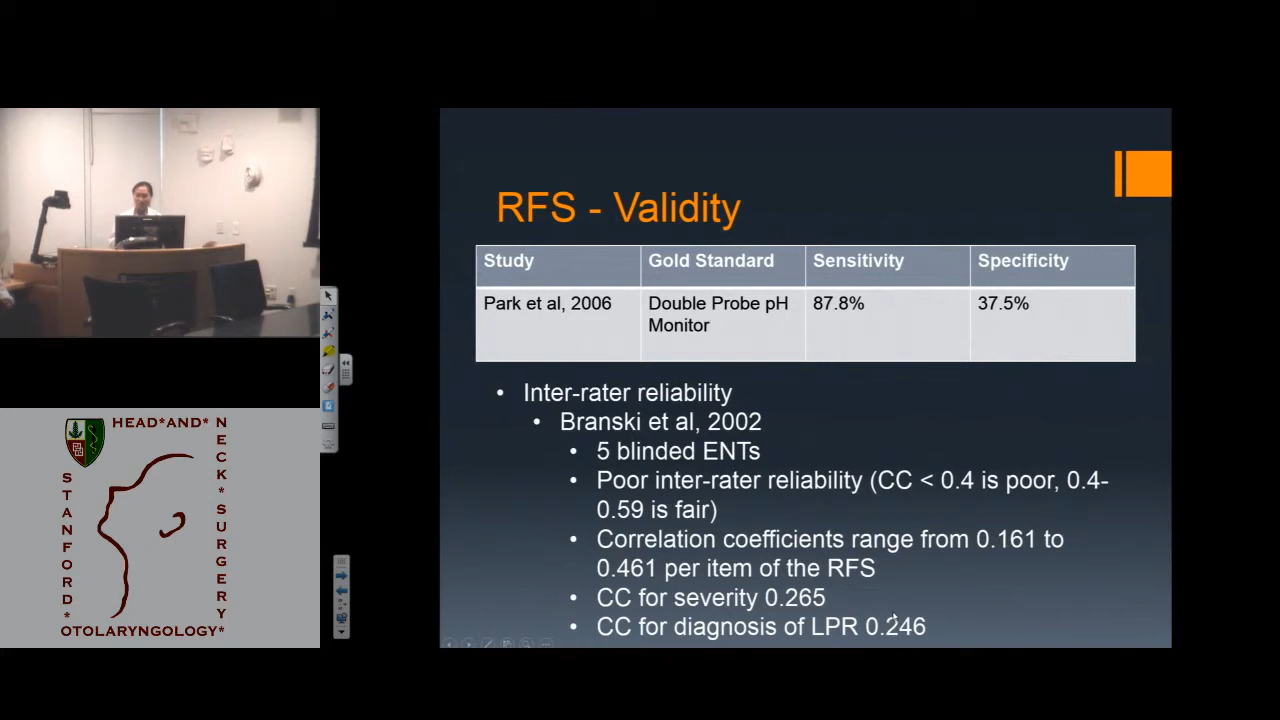 RFS - Validity
Study Gold Standard Sensitivity Specificity
Park et al, 2006 Double Probe pH Monitor 87.8% 37.5%
• Inter-rater reliability
• Branski et al, 2002
• 5 blinded ENTs
• Poor inter-rater reliability (CC < 0.4 is poor, 0.4-
0.59 is fair)
• Correlation coefficients range from 0.161 to
0.461 per item of the RFS
• CC for severity 0.265
• CC for diagnosis of LPR 0.246
STANFORD*
OTOLARYNGOLOGY*
HEAD*AND*
NECK*SURGERY*